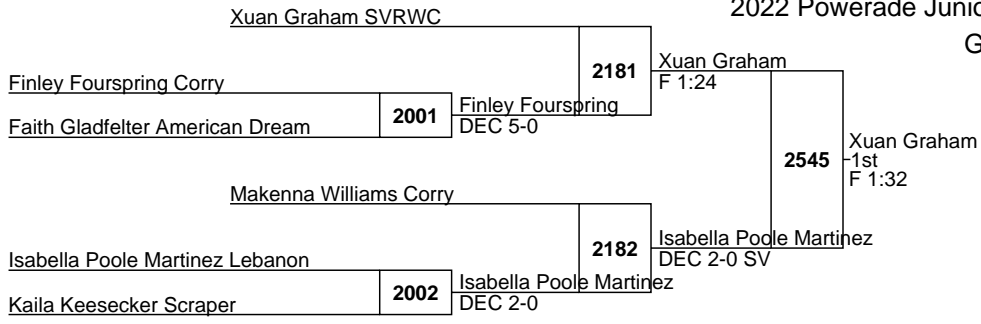 2022 Powerade Junio
G
Xuan Graham SVRWC
2181
Xuan Graham
F 1:24
Finley Fourspring Corry
2001
Finley Fourspring
DEC 5-0
Faith Gladfelter American Dream
2545
Xuan Graham
1st
F 1:32
Makenna Williams Corry
2182
Isabella Poole Martinez
DEC 2-0 SV
Isabella Poole Martinez Lebanon
2002
Isabella Poole Martinez
DEC 2-0
Kaila Keesecker Scraper